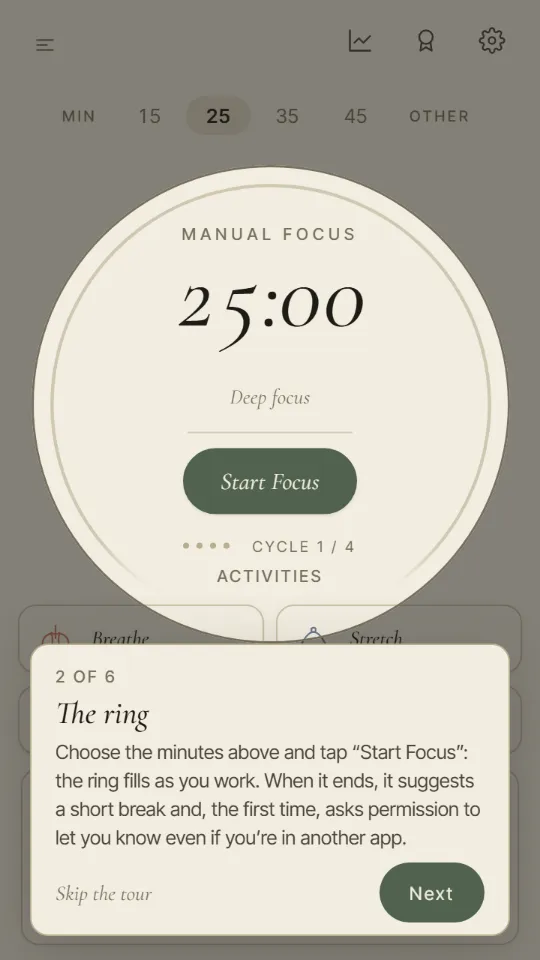 MIN 15 25 35 45 OTHER
MANUAL FOCUS
25:00
Deep focus
Start Focus
CYCLE 1 / 4
ACTIVITIES
Breathe Stretch
2 OF 6
The ring
Choose the minutes above and tap “Start Focus”:
the ring fills as you work. When it ends, it suggests
a short break and, the first time, asks permission to
let you know even if you’re in another app.
Skip the tour Next